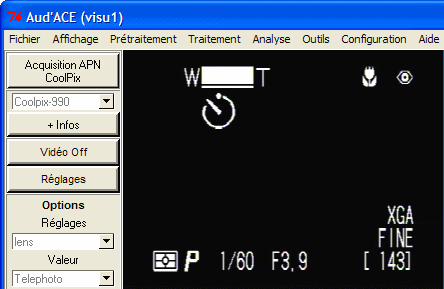 Aud'ACE (visu1)
Fichier Affichage Prétraitement Traitement Analyse Outils Configuration Aide
Acquisition APN
CoolPix
Coolpix-990
+ Infos
Vidéo Off
Réglages
Options
Réglages
lens
Valeur
Telephoto
W T
XGA
FINE
P 1/60 F3,9 [ 143]